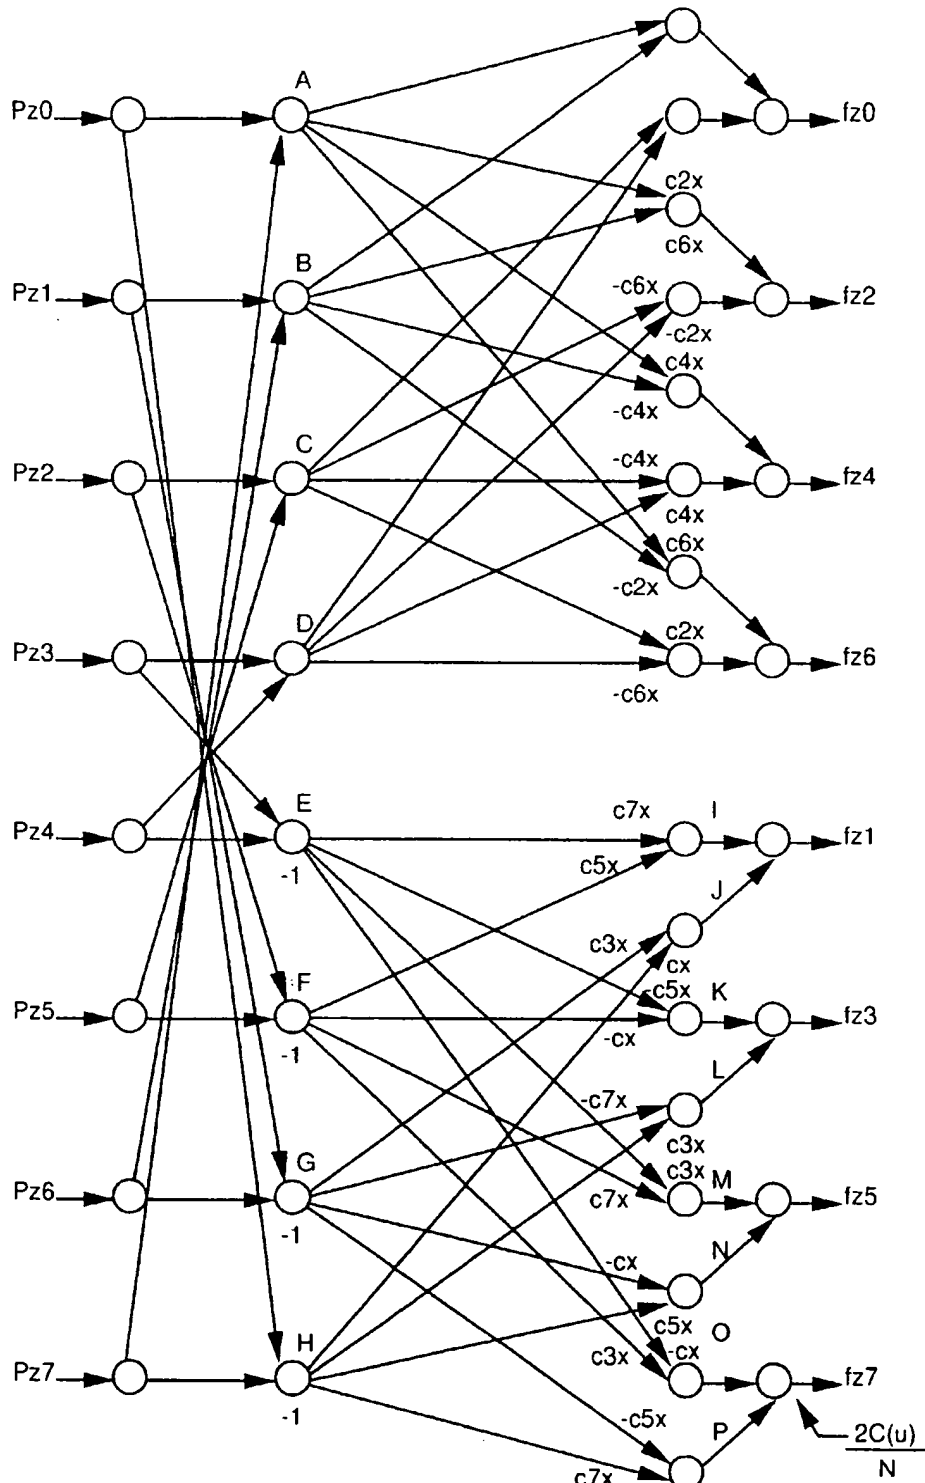 A
Pz0
fz0
c2x
c6x
B
Pz1
-c6x
fz2
-c2x
c4x
-c4x
C
Pz2
-c4x
fz4
c4x
c6x
-c2x
D
c2x
Pz3
fz6
-c6x
E
c7x
I
Pz4
fz1
-1
c5x
J
c3x
cx
F
-c5x
K
Pz5
-cx
fz3
-1
L
-c7x
c3x
G
c3x
M
Pz6
c7x
fz5
-1
N
-cx
c5x
O
H
c3x
-cx
Pz7
fz7
-1
-c5x
P
2C(u)
N
c7x